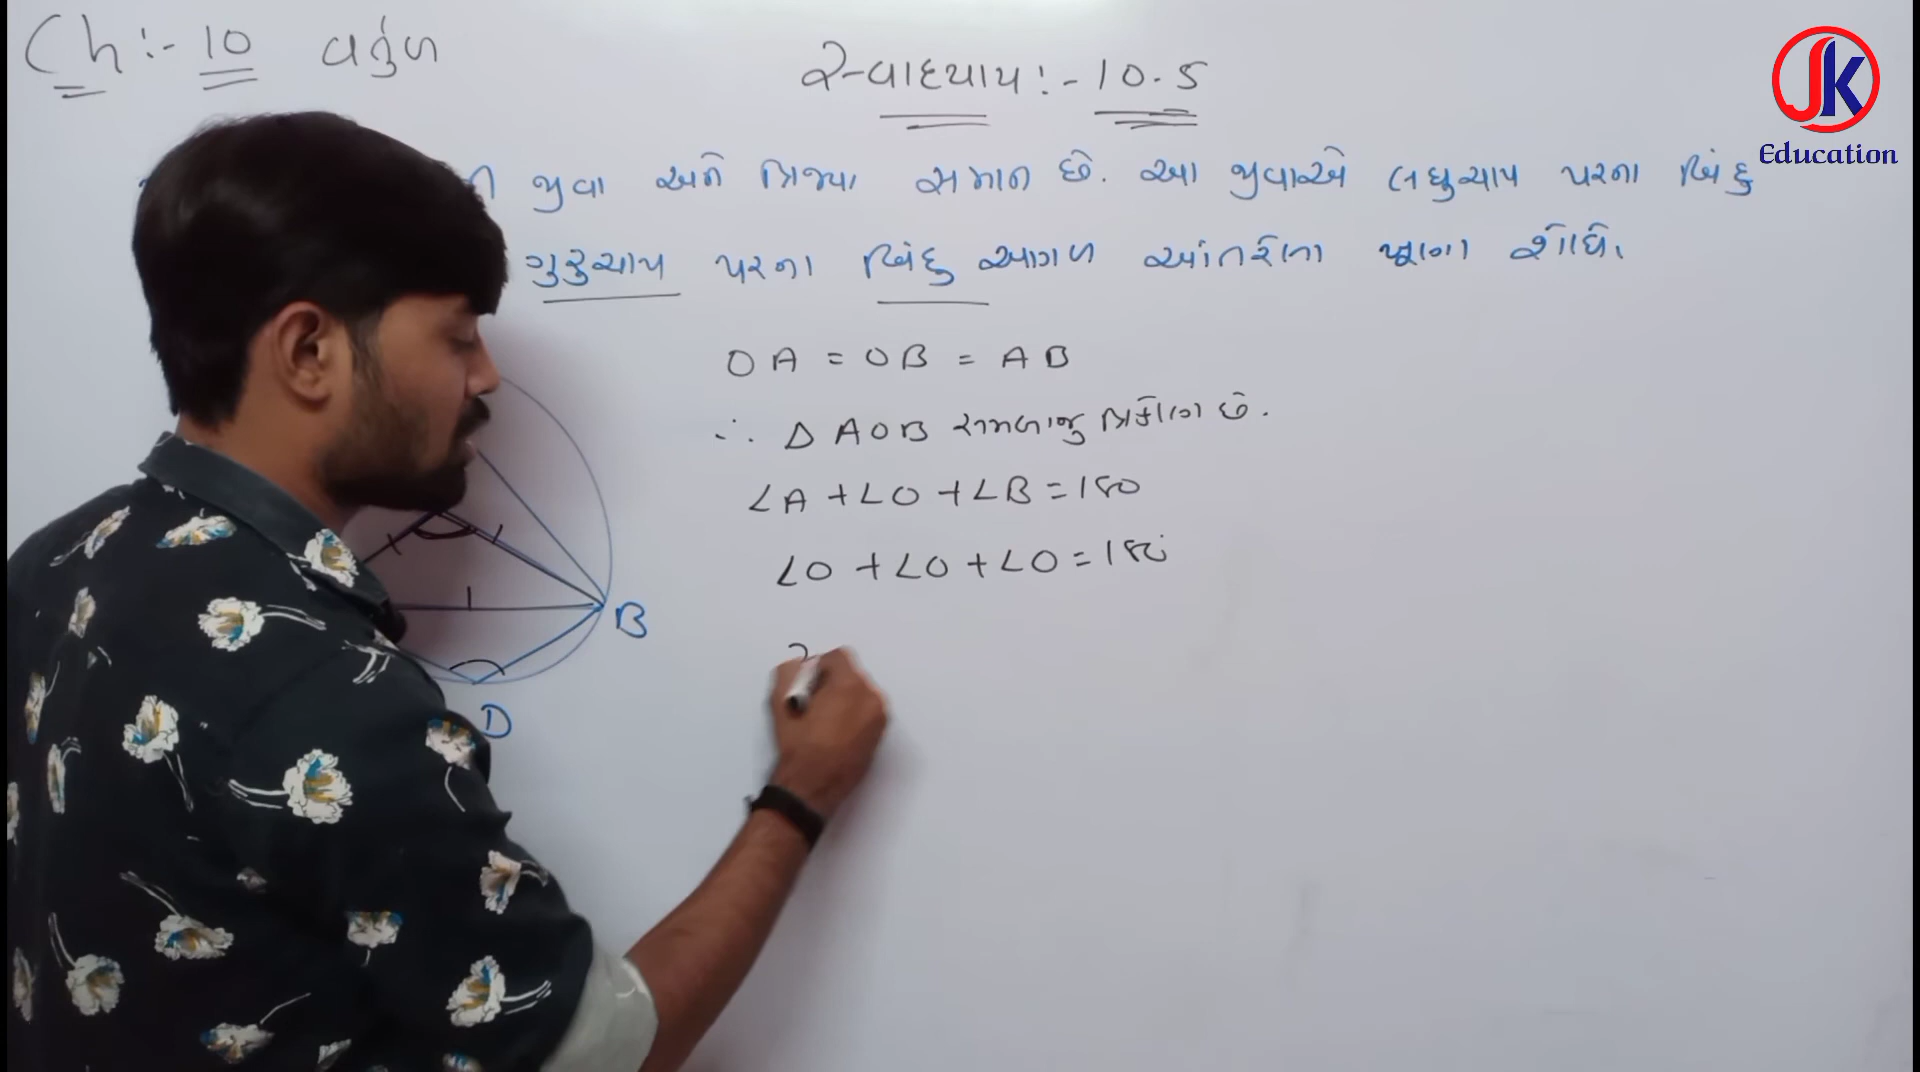 Ch:- 10 વર્તુળ
સ્વાધ્યાય:- 10.5
જીવા અને ત્રિજ્યા સમાન છે. આ જીવાએ લઘુચાપ પરના બિંદુ
ગુરુચાપ પરના બિંદુ આગળ આંતરેલા ખૂણા શોધો.
OA = OB = AB
∴ Δ AOB સમબાજુ ત્રિકોણ છે.
∠A + ∠O + ∠B = 180
∠O + ∠O + ∠O = 180
B
D
JK
Education